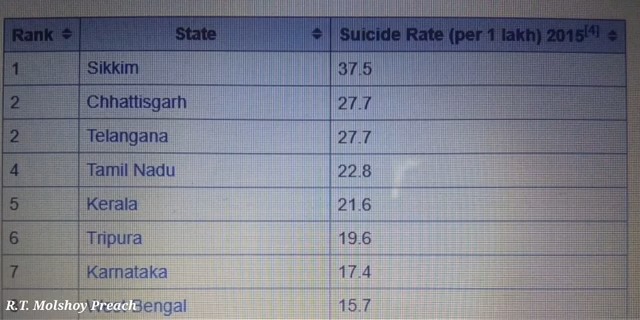 Rank State Suicide Rate (per 1 lakh) 2015[4]
1 Sikkim 37.5
2 Chhattisgarh 27.7
2 Telangana 27.7
4 Tamil Nadu 22.8
5 Kerala 21.6
6 Tripura 19.6
7 Karnataka 17.4
Bengal 15.7
R.T. Molshoy Preach